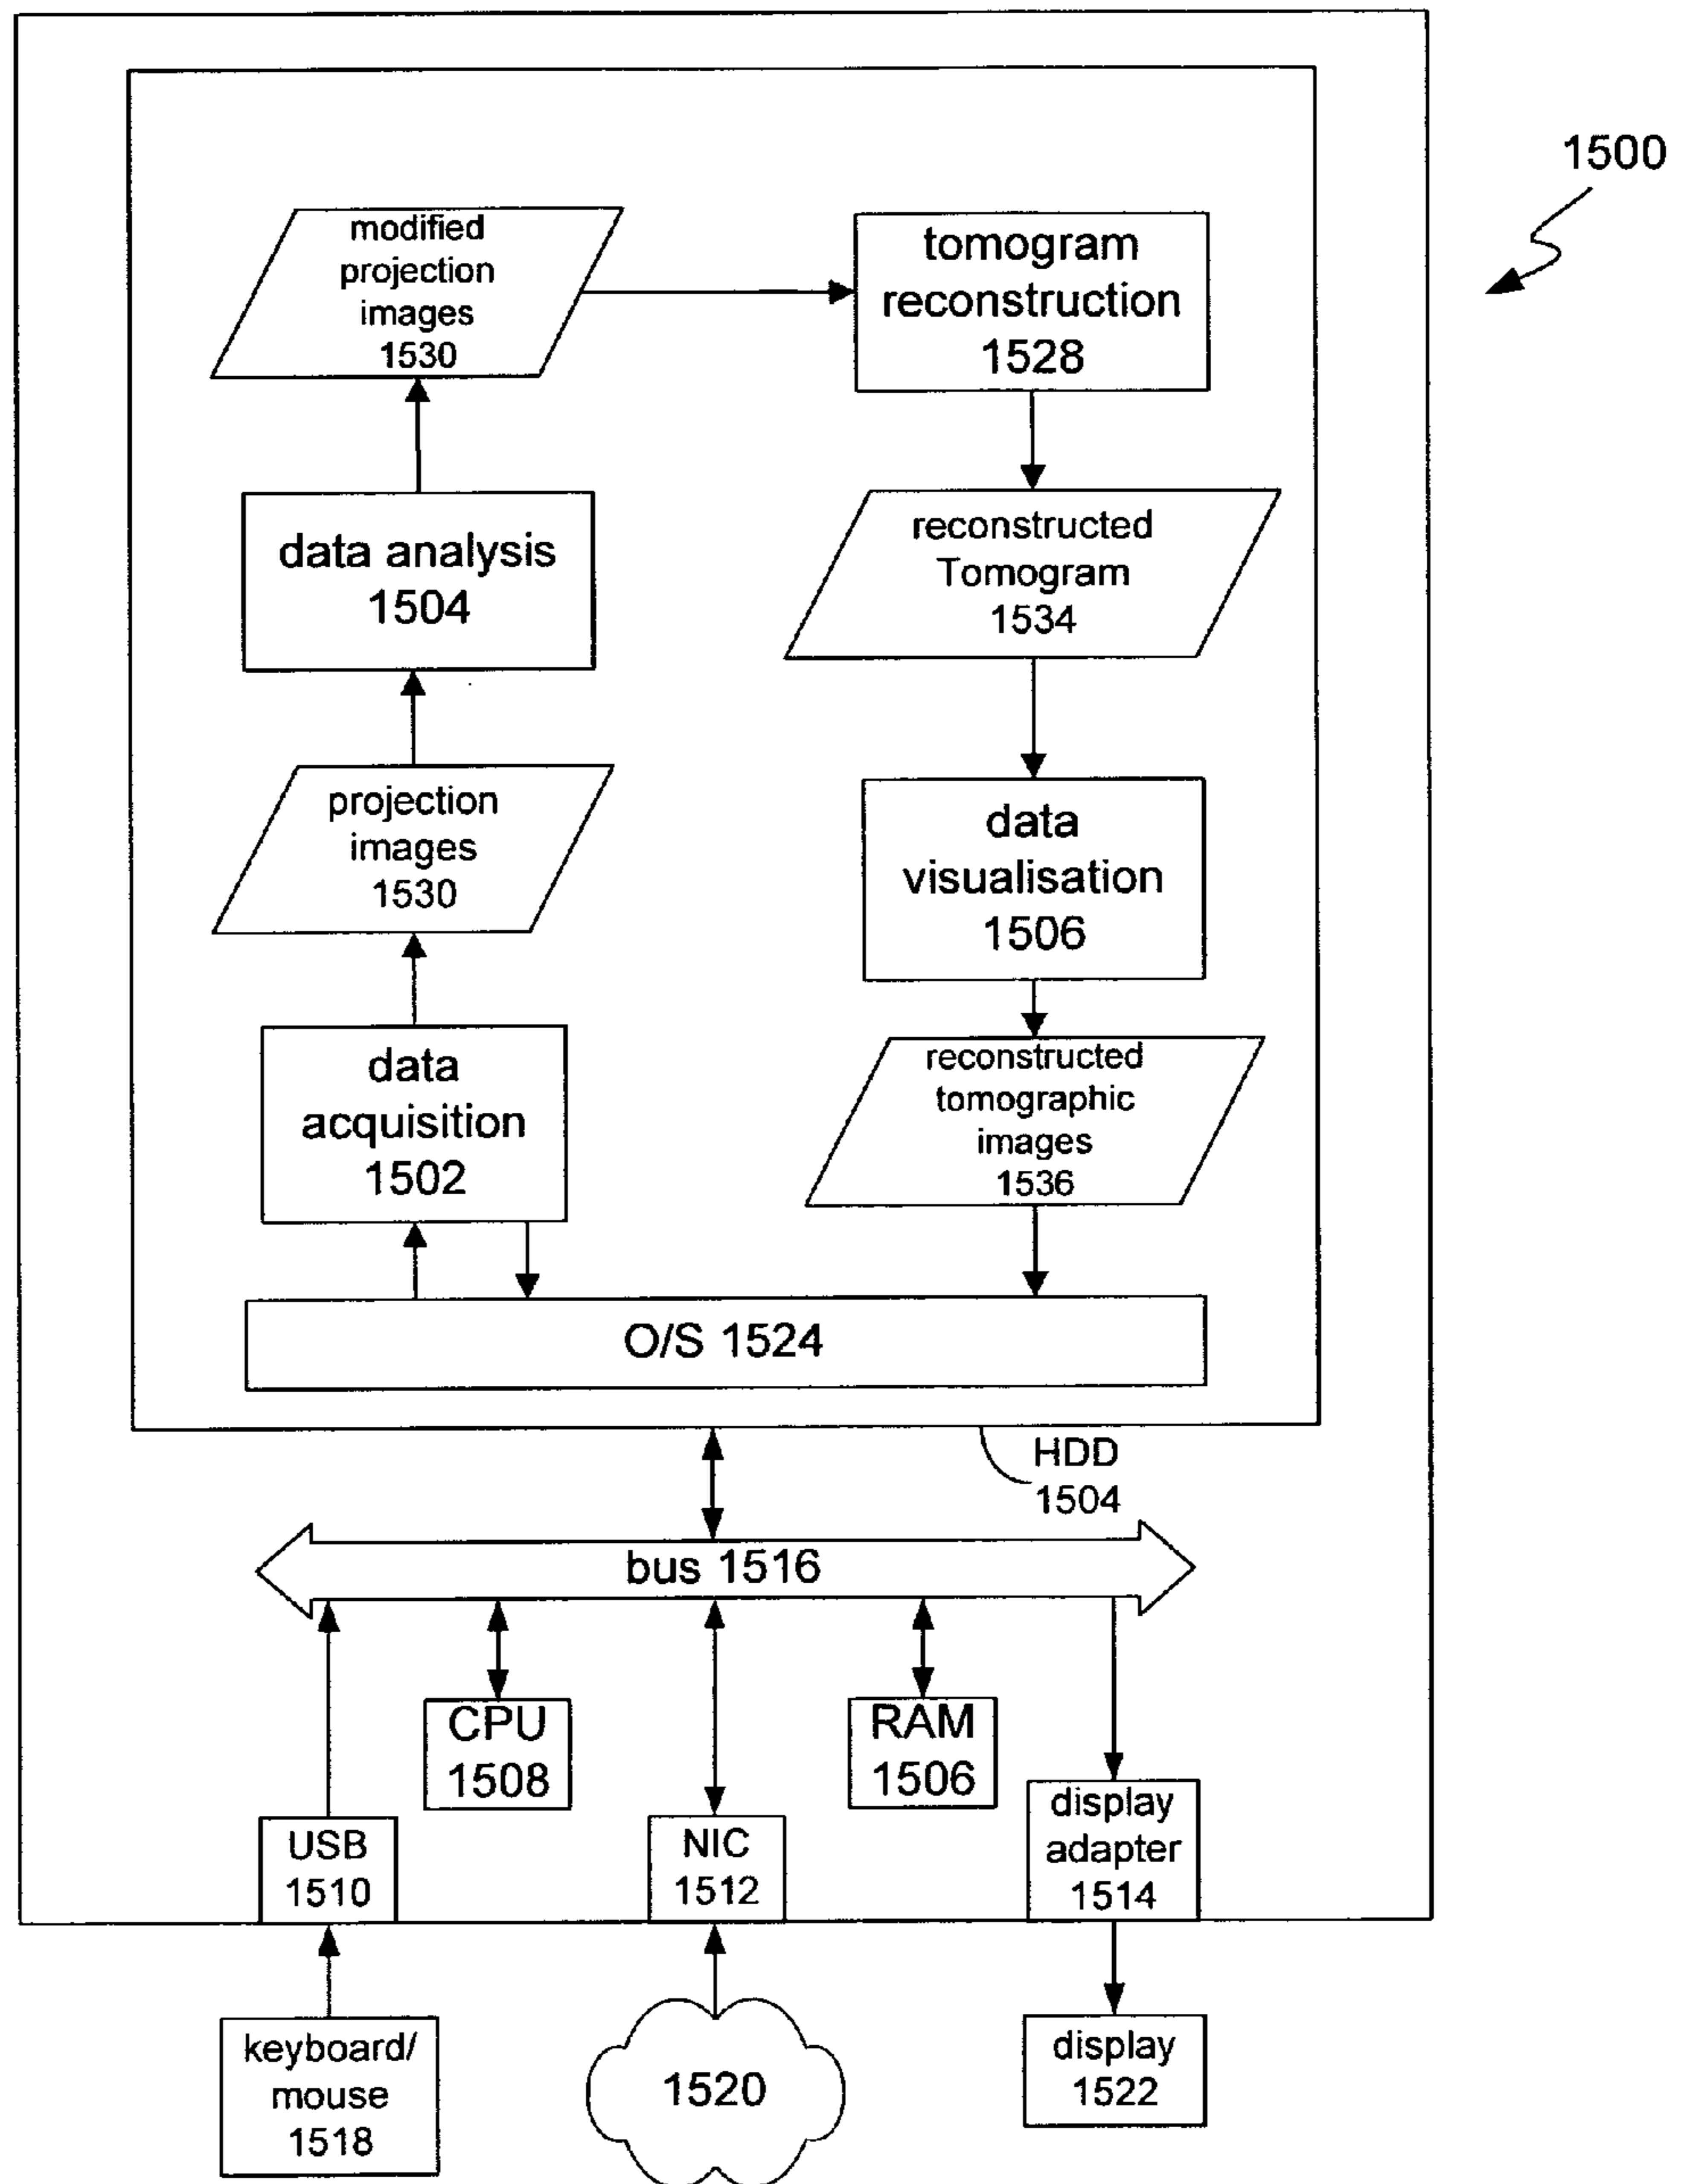 1500
modified
projection
images
1530
tomogram
reconstruction
1528
data analysis
1504
reconstructed
Tomogram
1534
projection
images
1530
data
visualisation
1506
data
acquisition
1502
reconstructed
tomographic
images
1536
O/S 1524
HDD
1504
bus 1516
CPU
1508
RAM
1506
USB
1510
NIC
1512
display
adapter
1514
keyboard/
mouse
1518
1520
display
1522